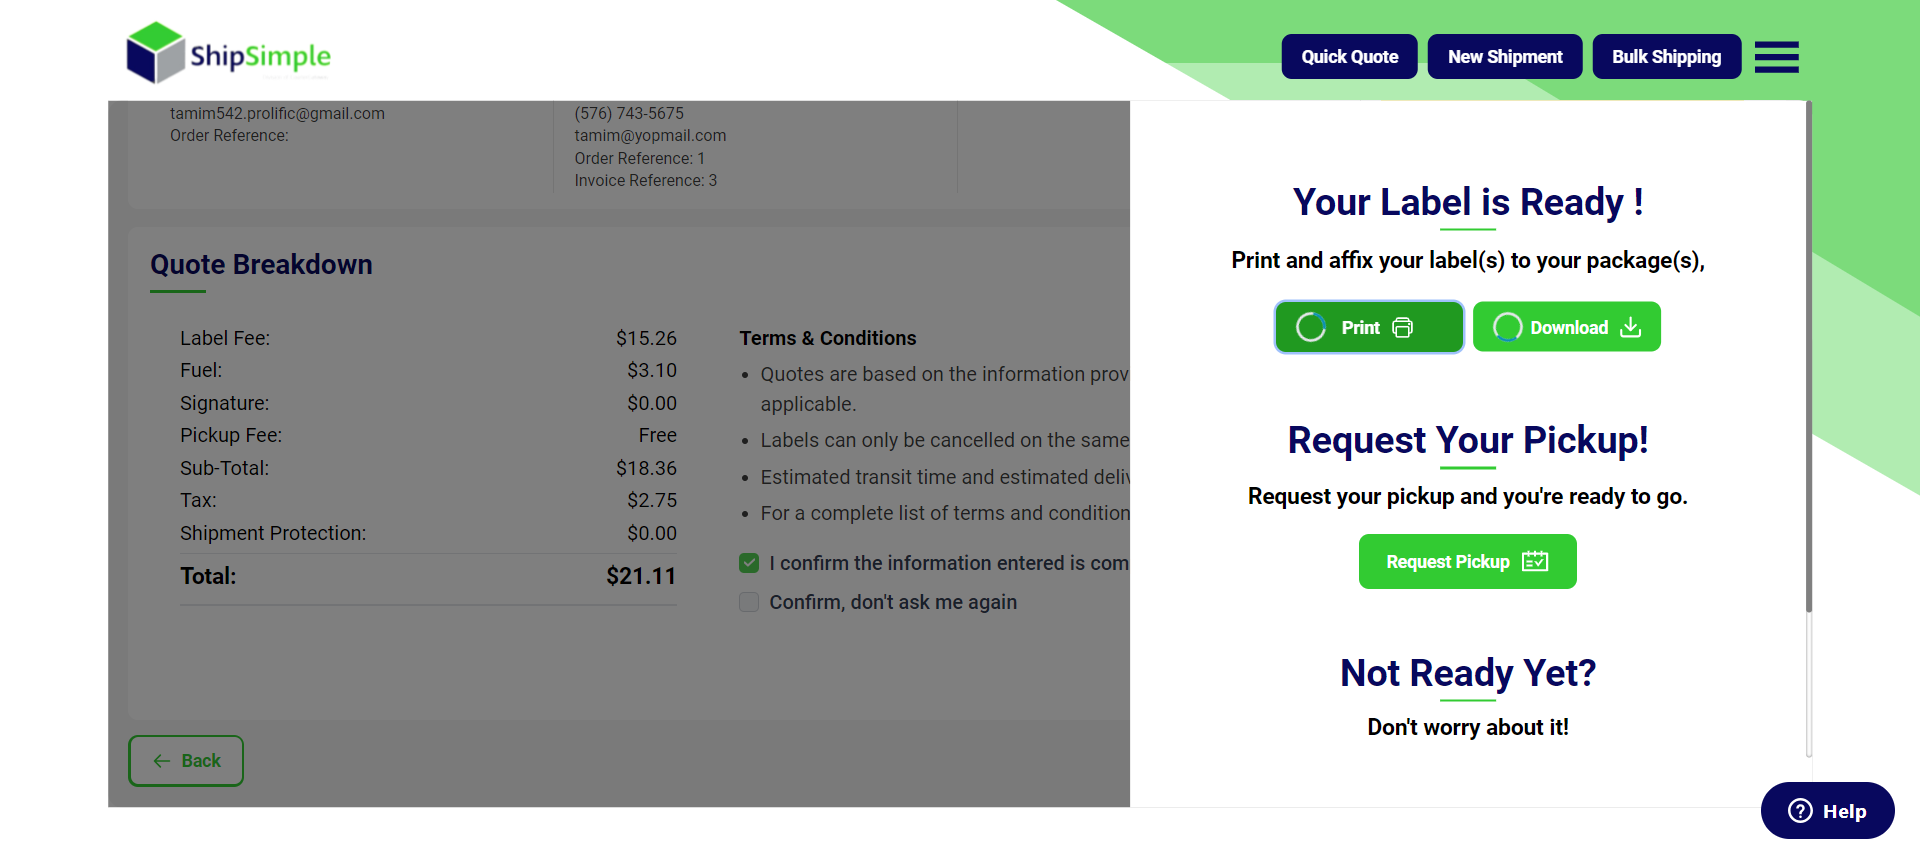 ShipSimple
Quick Quote
New Shipment
Bulk Shipping
tamim542.prolific@gmail.com
Order Reference:
(576) 743-5675
tamim@yopmail.com
Order Reference: 1
Invoice Reference: 3
Quote Breakdown
Label Fee: $15.26
Fuel: $3.10
Signature: $0.00
Pickup Fee: Free
Sub-Total: $18.36
Tax: $2.75
Shipment Protection: $0.00
Total: $21.11
Terms & Conditions
• Quotes are based on the information prov
applicable.
• Labels can only be cancelled on the same
• Estimated transit time and estimated deliv
• For a complete list of terms and condition
I confirm the information entered is com
Confirm, don't ask me again
Back
Your Label is Ready !
Print and affix your label(s) to your package(s),
Print
Download
Request Your Pickup!
Request your pickup and you're ready to go.
Request Pickup
Not Ready Yet?
Don't worry about it!
Help